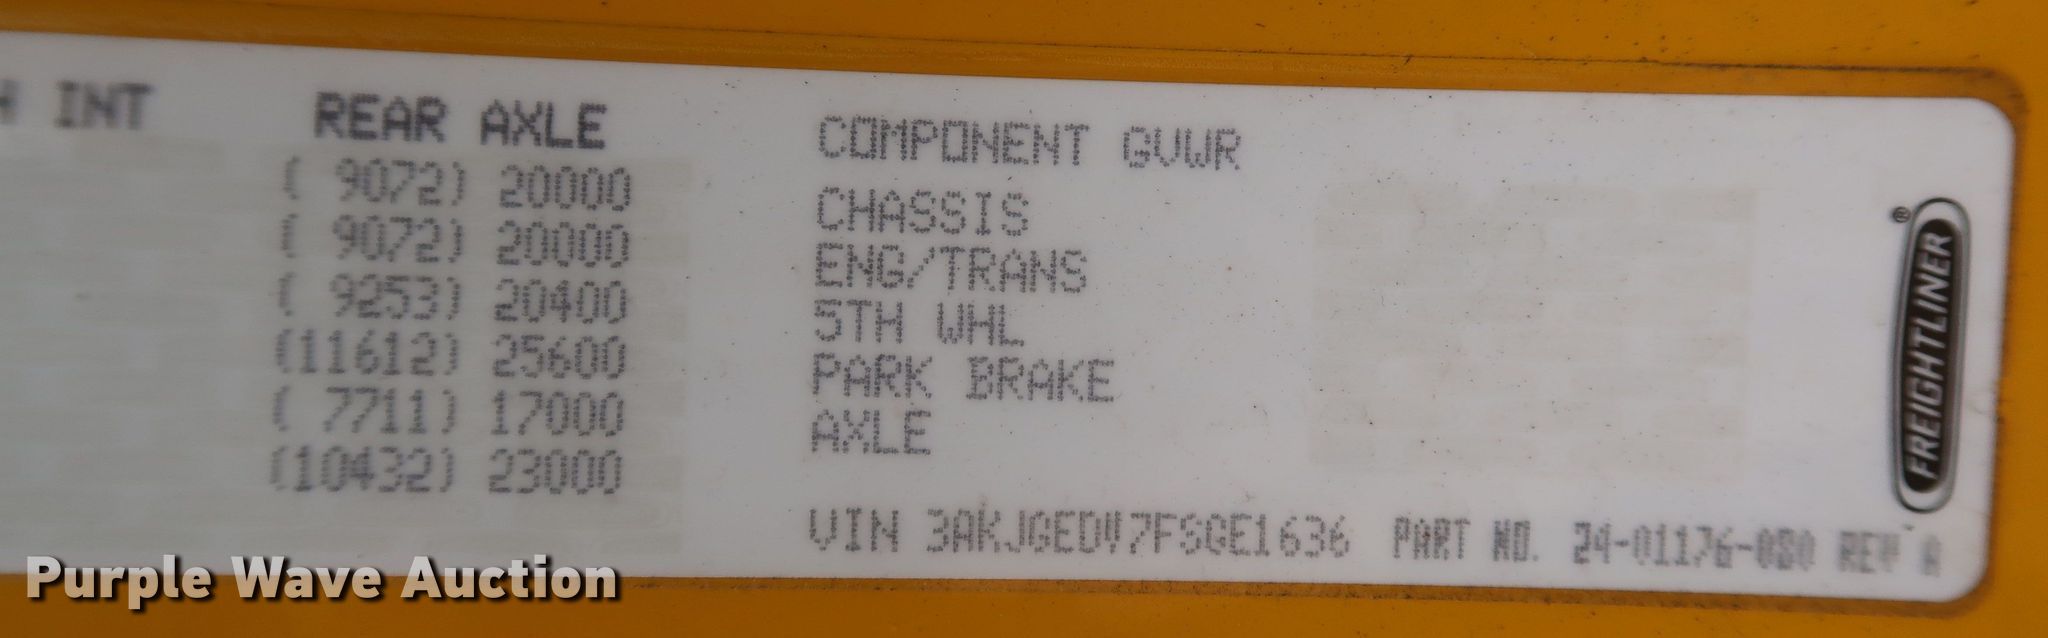 H INT
REAR AXLE
( 9072) 20000
( 9072) 20000
( 9253) 20400
(11612) 25600
( 7711) 17000
(10432) 23000
COMPONENT GVWR
CHASSIS
ENG/TRANS
5TH WHL
PARK BRAKE
AXLE
VIN 3AKJGEDV7FSGE1636 PART NO. 24-01176-080 REV A
FREIGHTLINER ®
Purple Wave Auction